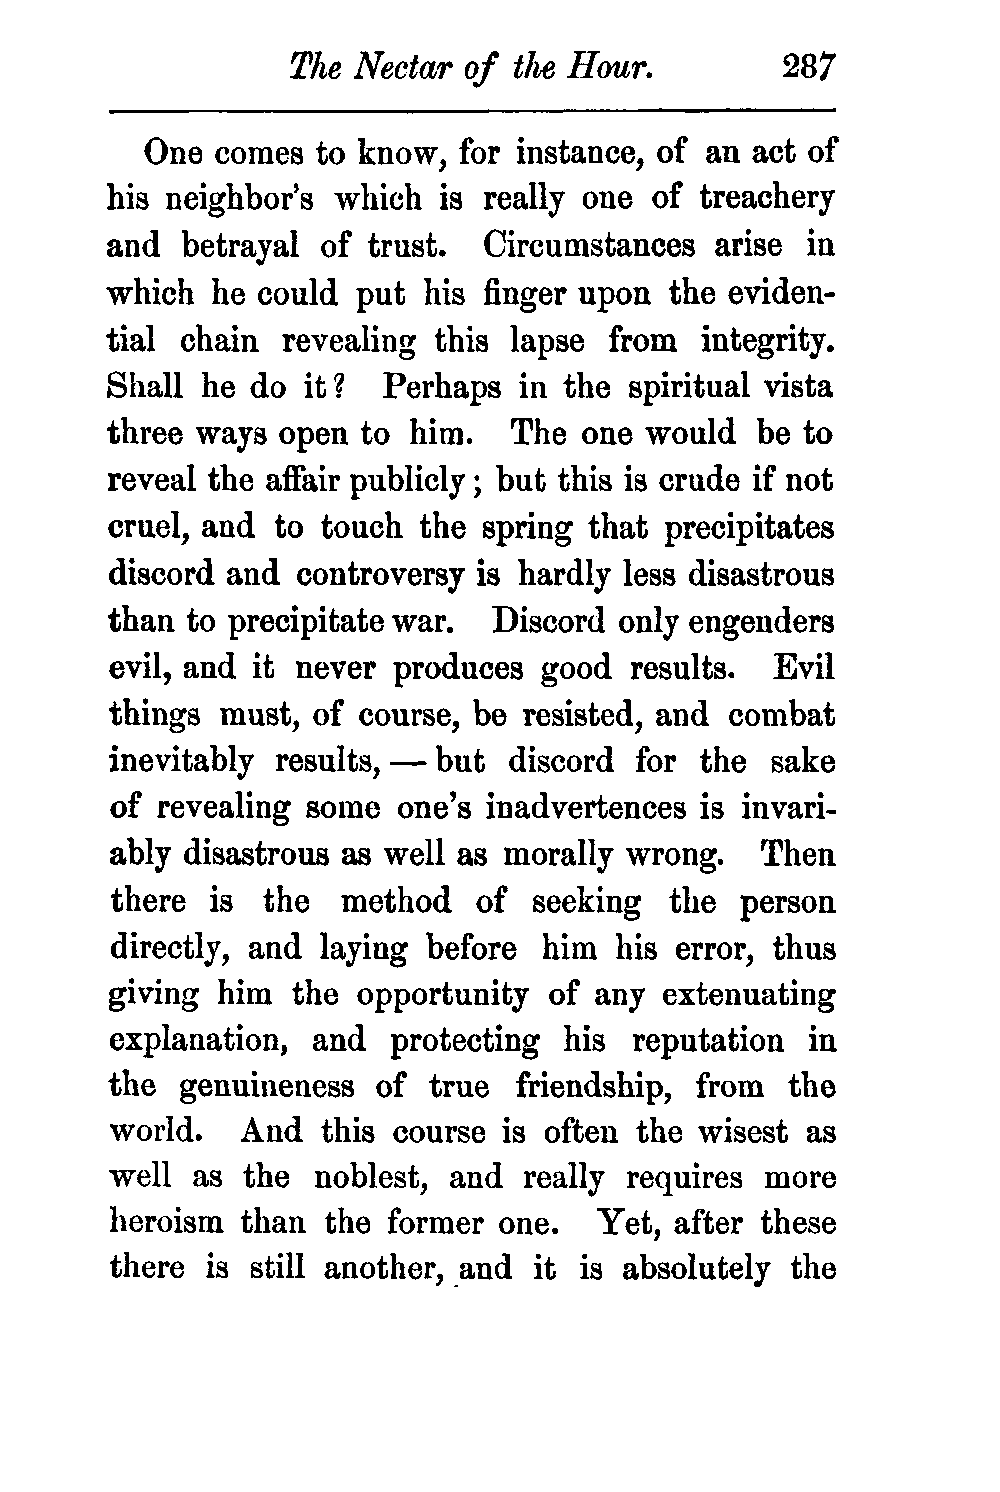 The Nectar of the Hour. 287
One comes to know, for instance, of an act of
his neighbor's which is really one of treachery
and betrayal of trust. Circumstances arise in
which he could put his finger upon the eviden-
tial chain revealing this lapse from integrity.
Shall he do it? Perhaps in the spiritual vista
three ways open to him. The one would be to
reveal the affair publicly; but this is crude if not
cruel, and to touch the spring that precipitates
discord and controversy is hardly less disastrous
than to precipitate war. Discord only engenders
evil, and it never produces good results. Evil
things must, of course, be resisted, and combat
inevitably results, — but discord for the sake
of revealing some one's inadvertences is invari-
ably disastrous as well as morally wrong. Then
there is the method of seeking the person
directly, and laying before him his error, thus
giving him the opportunity of any extenuating
explanation, and protecting his reputation in
the genuineness of true friendship, from the
world. And this course is often the wisest as
well as the noblest, and really requires more
heroism than the former one. Yet, after these
there is still another, and it is absolutely the